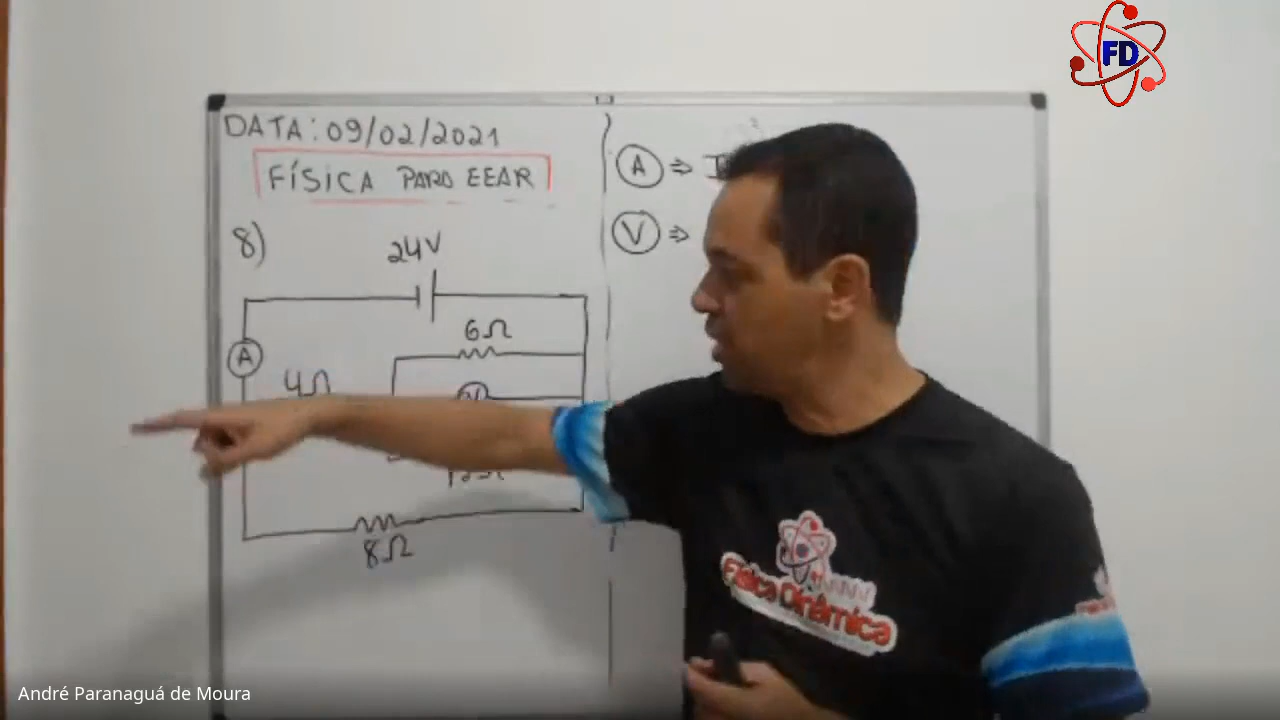 FD
DATA: 09/02/2021
FÍSICA PARA EEAR
8)
24V
6Ω
A
4Ω
V
12Ω
8Ω
A ⇒ I
V ⇒
Física Dinâmica
André Paranaguá de Moura